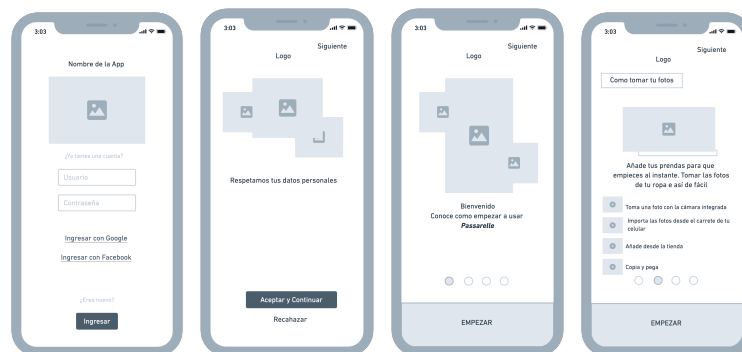 3:03
Nombre de la App
¿Ya tienes una cuenta?
Usuario
Contraseña
Ingresar con Google
Ingresar con Facebook
¿Eres nuevo?
Ingresar
3:03
Siguiente
Logo
Respetamos tus datos personales
Aceptar y Continuar
Recahazar
3:03
Siguiente
Logo
Bienvenido
Conoce como empezar a usar
Passarelle
EMPEZAR
3:03
Siguiente
Logo
Como tomar tu fotos
Añade tus prendas para que
empieces al instante. Tomar las fotos
de tu ropa e asi de fácil
Toma una foto con la cámara integrada
Importa las fotos desde el carrete de tu
celular
Añade desde la tienda
Copia y pega
EMPEZAR